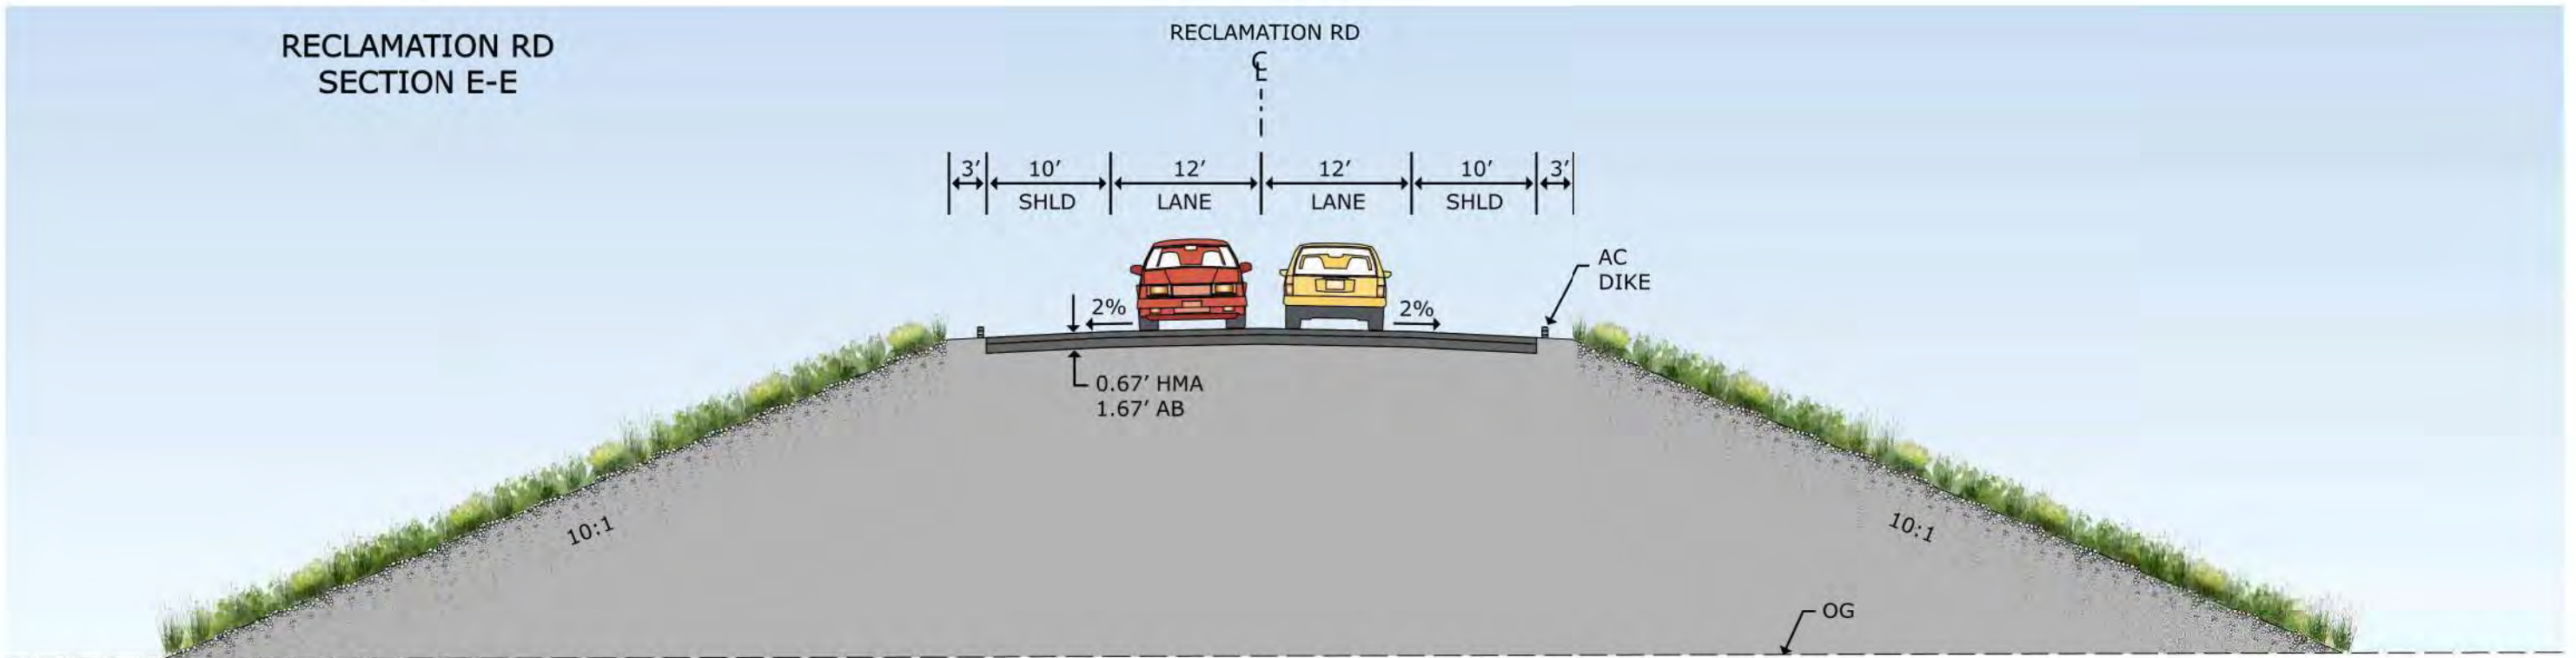 RECLAMATION RD
SECTION E-E
RECLAMATION RD
℄
3′ 10′ 12′ 12′ 10′ 3′
SHLD LANE LANE SHLD
AC
DIKE
2% 2%
0.67′ HMA
1.67′ AB
10:1 10:1
OG